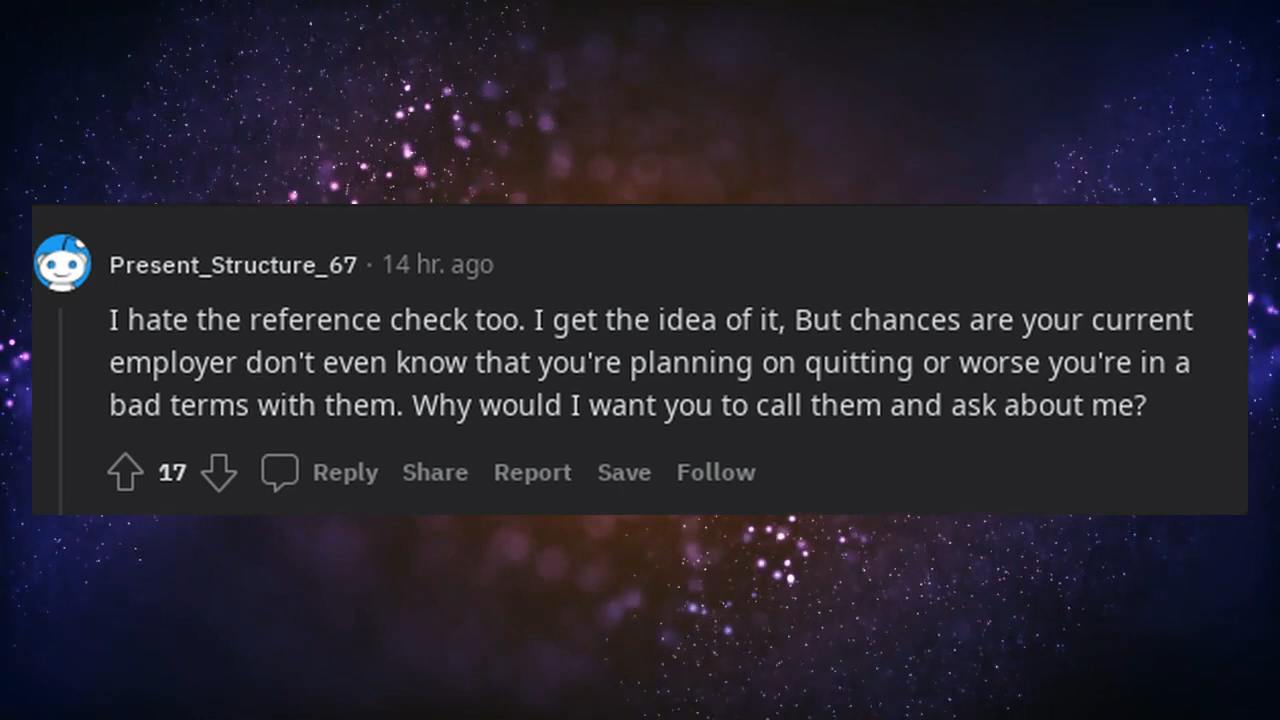 Present_Structure_67 · 14 hr. ago
I hate the reference check too. I get the idea of it, But chances are your current
employer don't even know that you're planning on quitting or worse you're in a
bad terms with them. Why would I want you to call them and ask about me?
17 Reply Share Report Save Follow